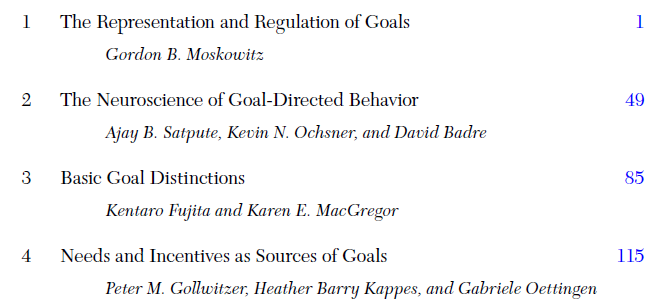 1 The Representation and Regulation of Goals 1
Gordon B. Moskowitz
2 The Neuroscience of Goal-Directed Behavior 49
Ajay B. Satpute, Kevin N. Ochsner, and David Badre
3 Basic Goal Distinctions 85
Kentaro Fujita and Karen E. MacGregor
4 Needs and Incentives as Sources of Goals 115
Peter M. Gollwitzer, Heather Barry Kappes, and Gabriele Oettingen